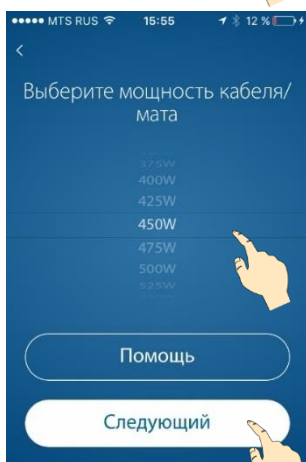 MTS RUS 15:55 12 %
<
Выберите мощность кабеля/
мата
375W
400W
425W
450W
475W
500W
525W
Помощь
Следующий